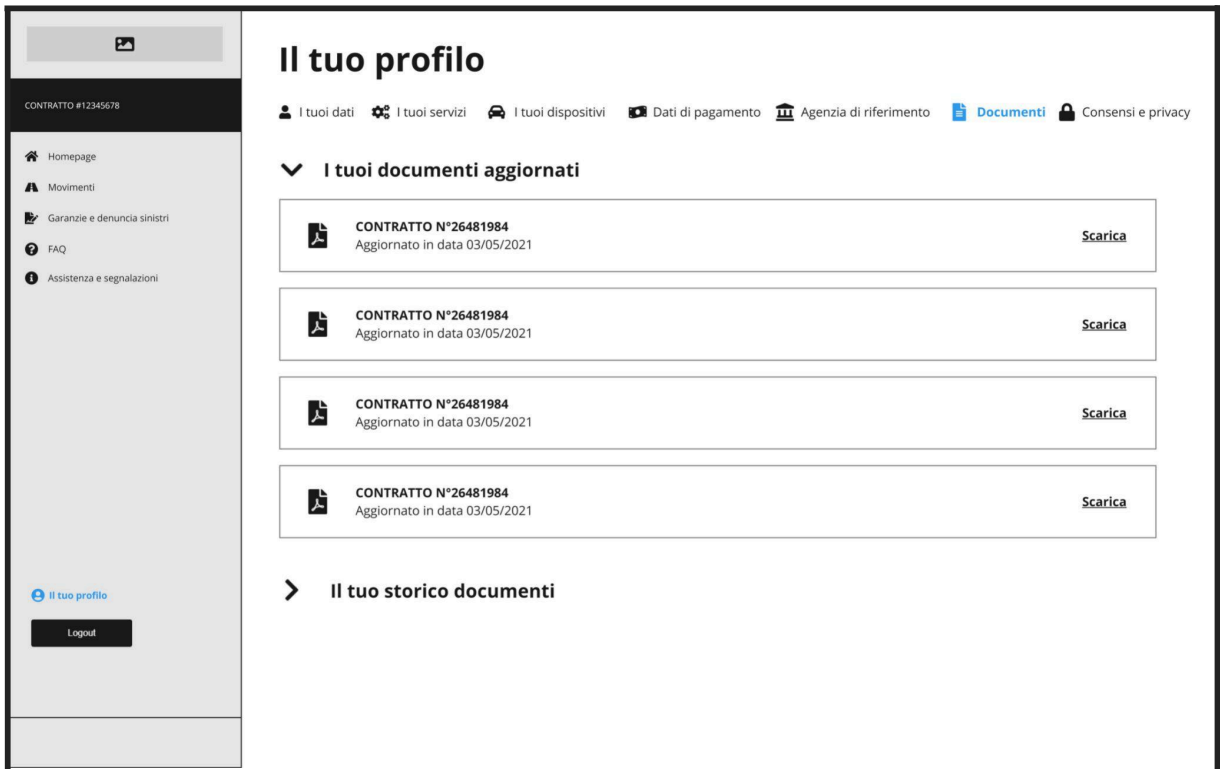 CONTRATTO #12345678
Homepage
Movimenti
Garanzie e denuncia sinistri
FAQ
Assistenza e segnalazioni
Il tuo profilo
Logout
Il tuo profilo
I tuoi dati I tuoi servizi I tuoi dispositivi Dati di pagamento Agenzia di riferimento Documenti Consensi e privacy
I tuoi documenti aggiornati
CONTRATTO N°26481984
Aggiornato in data 03/05/2021
Scarica
CONTRATTO N°26481984
Aggiornato in data 03/05/2021
Scarica
CONTRATTO N°26481984
Aggiornato in data 03/05/2021
Scarica
CONTRATTO N°26481984
Aggiornato in data 03/05/2021
Scarica
Il tuo storico documenti